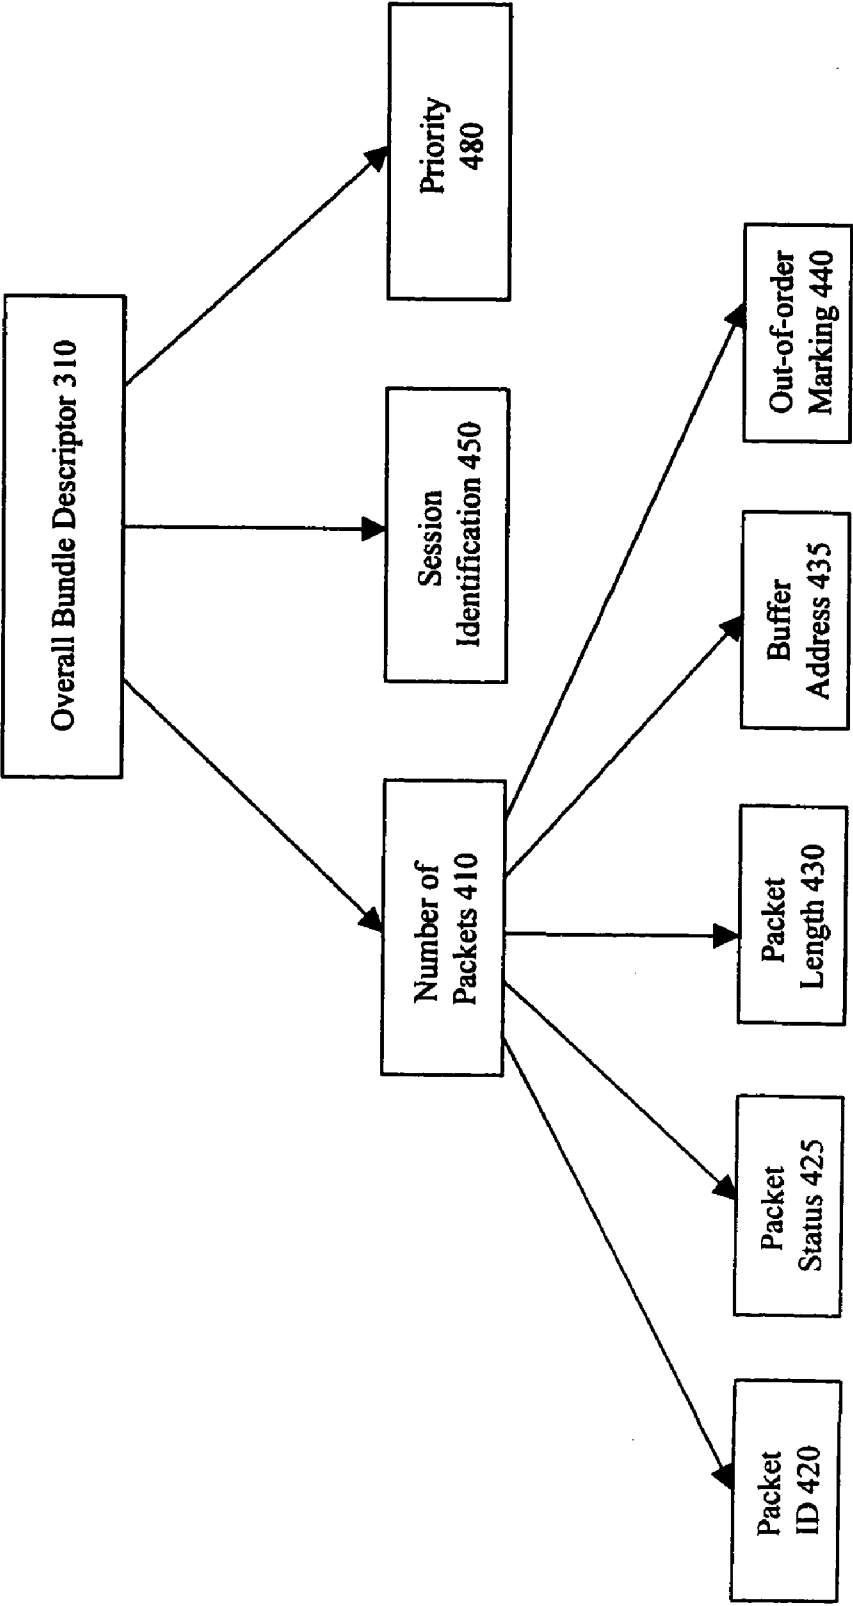 Overall Bundle Descriptor 310
Number of
Packets 410
Session
Identification 450
Priority
480
Packet
ID 420
Packet
Status 425
Packet
Length 430
Buffer
Address 435
Out-of-order
Marking 440